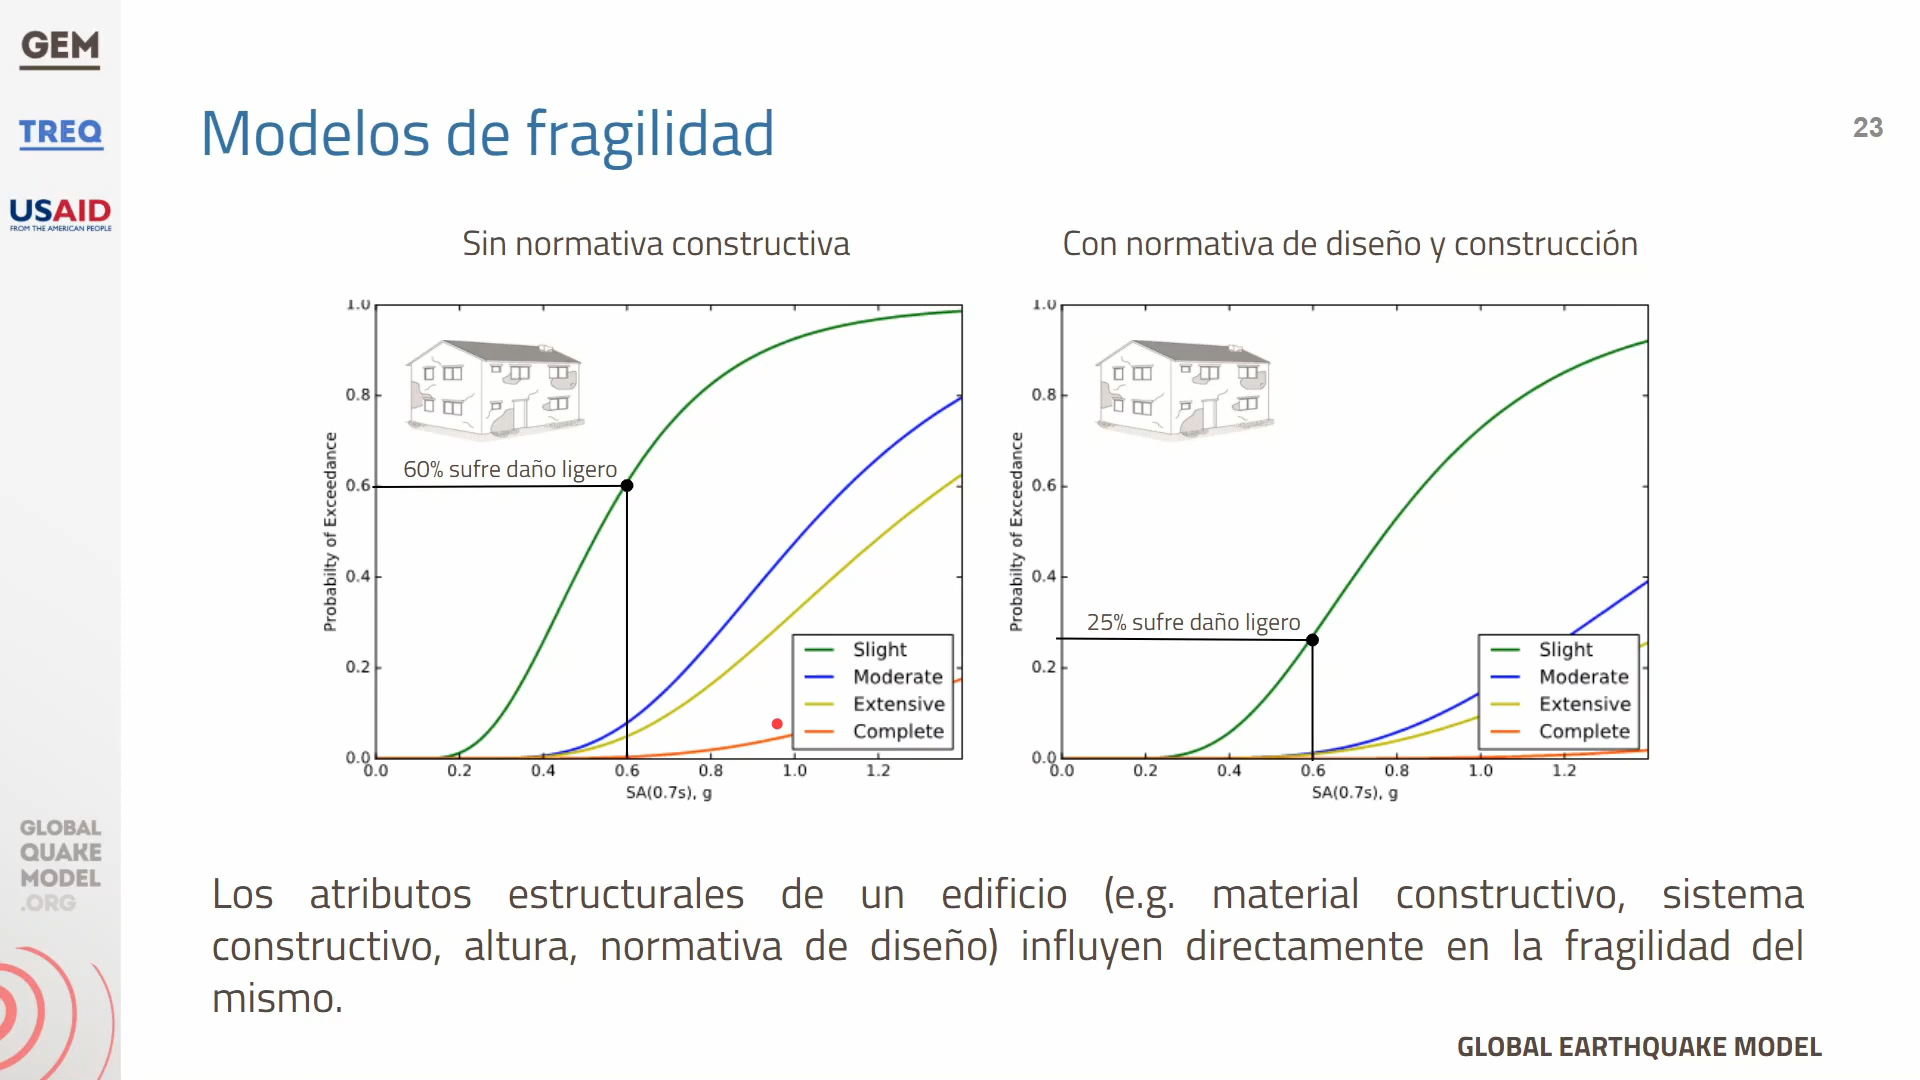 GEM
TREQ
USAID
FROM THE AMERICAN PEOPLE
Modelos de fragilidad
23
Sin normativa constructiva
1.0
0.8
0.6
0.4
0.2
0.0
Probabilty of Exceedance
60% sufre daño ligero
Slight
Moderate
Extensive
Complete
0.0 0.2 0.4 0.6 0.8 1.0 1.2
SA(0.7s), g
Con normativa de diseño y construcción
1.0
0.8
0.6
0.4
0.2
0.0
Probabilty of Exceedance
25% sufre daño ligero
Slight
Moderate
Extensive
Complete
0.0 0.2 0.4 0.6 0.8 1.0 1.2
SA(0.7s), g
Los atributos estructurales de un edificio (e.g. material constructivo, sistema
constructivo, altura, normativa de diseño) influyen directamente en la fragilidad del
mismo.
GLOBAL
QUAKE
MODEL
.ORG
GLOBAL EARTHQUAKE MODEL